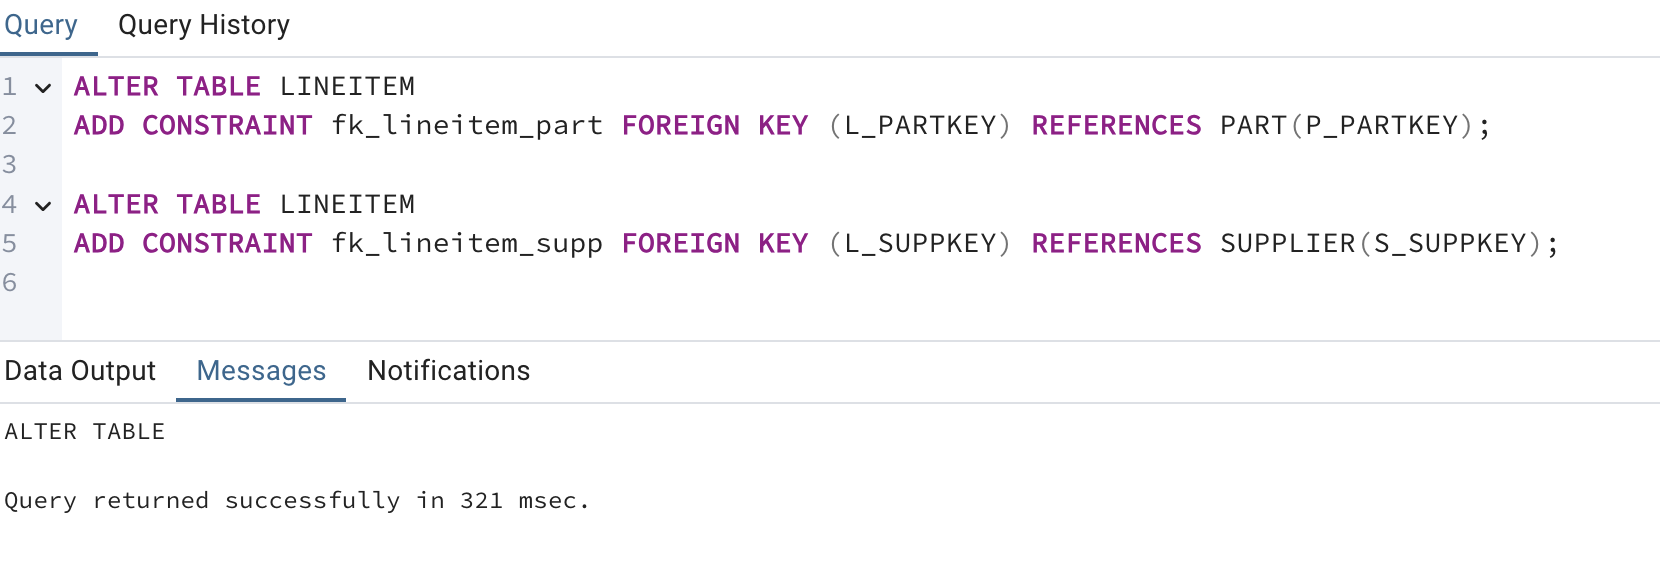 Query Query History
1 ALTER TABLE LINEITEM
2 ADD CONSTRAINT fk_lineitem_part FOREIGN KEY (L_PARTKEY) REFERENCES PART(P_PARTKEY);
3
4 ALTER TABLE LINEITEM
5 ADD CONSTRAINT fk_lineitem_supp FOREIGN KEY (L_SUPPKEY) REFERENCES SUPPLIER(S_SUPPKEY);
6
Data Output Messages Notifications
ALTER TABLE
Query returned successfully in 321 msec.